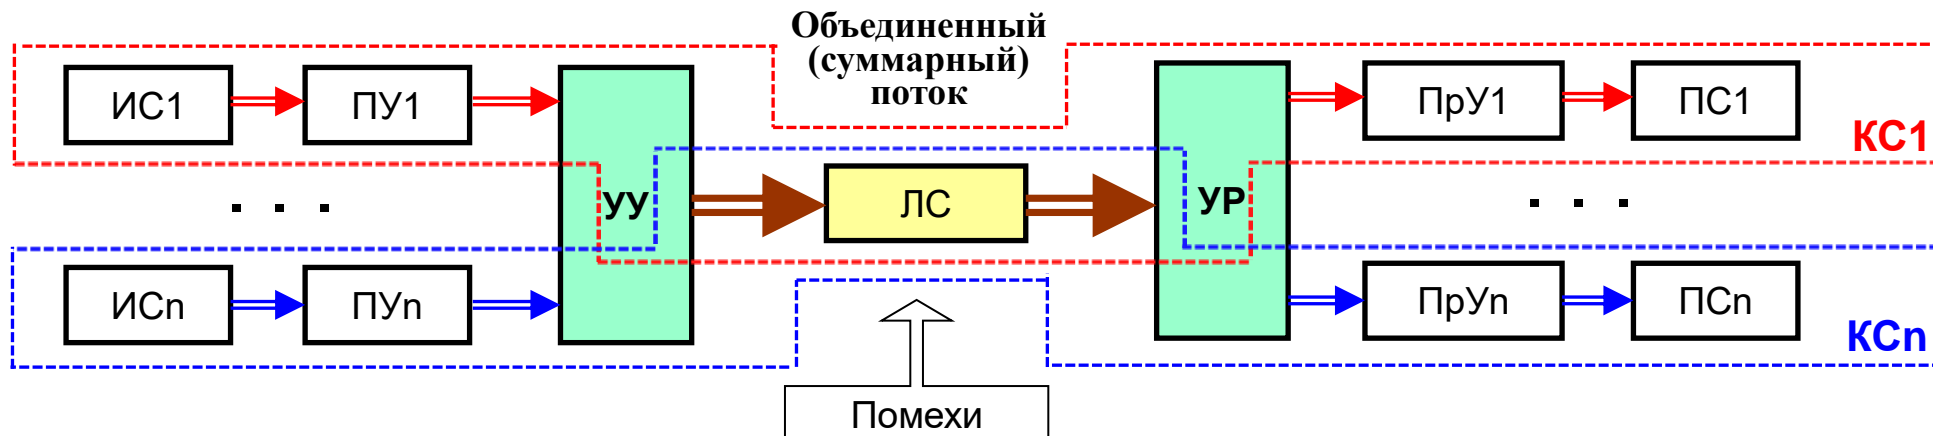 Объединенный
(суммарный)
поток
ИС1
ПУ1
ПрУ1
ПС1
КС1
. . .
УУ
ЛС
УР
. . .
ИСn
ПУn
ПрУn
ПСn
КСn
Помехи